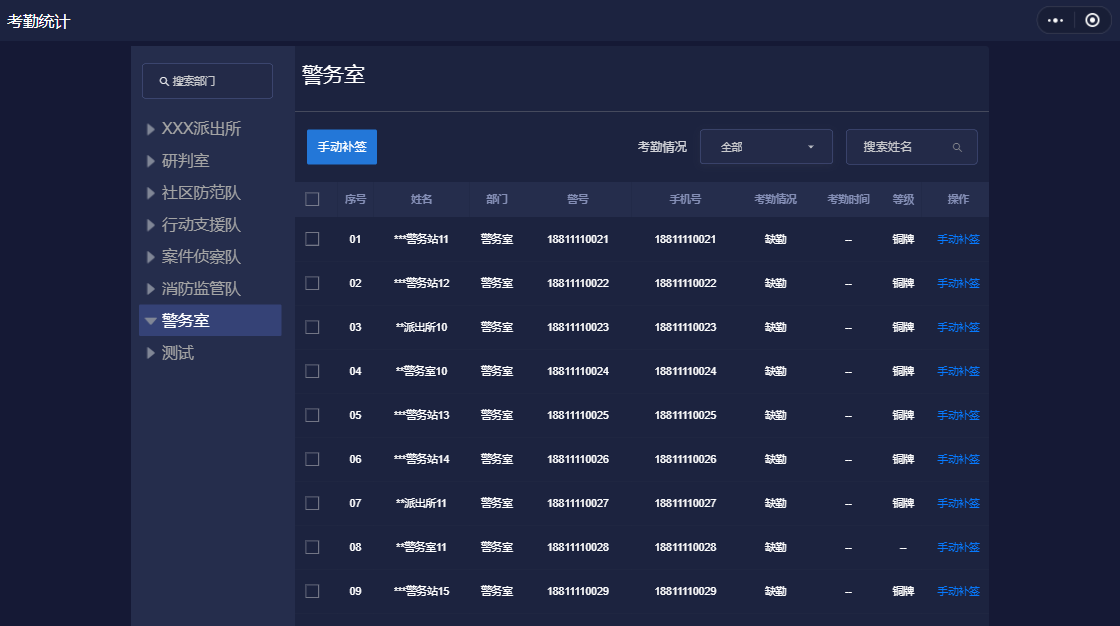 考勤统计
搜索部门
XXX派出所
研判室
社区防范队
行动支援队
案件侦察队
消防监管队
警务室
测试
警务室
手动补签 考勤情况 全部 搜索姓名
序号 姓名 部门 警号 手机号 考勤情况 考勤时间 等级 操作
01 ***警务站11 警务室 18811110021 18811110021 缺勤 -- 铜牌 手动补签
02 ***警务站12 警务室 18811110022 18811110022 缺勤 -- 铜牌 手动补签
03 **派出所10 警务室 18811110023 18811110023 缺勤 -- 铜牌 手动补签
04 **警务室10 警务室 18811110024 18811110024 缺勤 -- 铜牌 手动补签
05 ***警务站13 警务室 18811110025 18811110025 缺勤 -- 铜牌 手动补签
06 ***警务站14 警务室 18811110026 18811110026 缺勤 -- 铜牌 手动补签
07 **派出所11 警务室 18811110027 18811110027 缺勤 -- 铜牌 手动补签
08 **警务室11 警务室 18811110028 18811110028 缺勤 -- -- 手动补签
09 ***警务站15 警务室 18811110029 18811110029 缺勤 -- 铜牌 手动补签